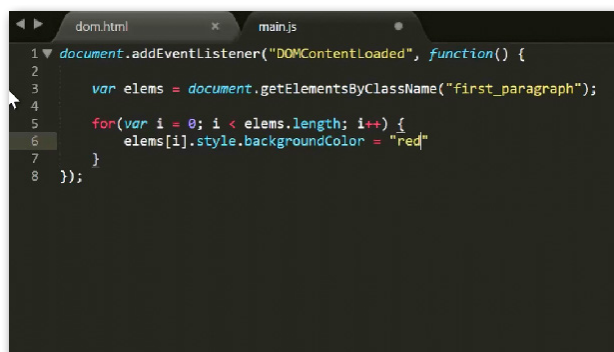 dom.html × main.js
1 document.addEventListener("DOMContentLoaded", function() {
2
3 var elems = document.getElementsByClassName("first_paragraph");
4
5 for(var i = 0; i < elems.length; i++) {
6 elems[i].style.backgroundColor = "red"
7 }
8 });